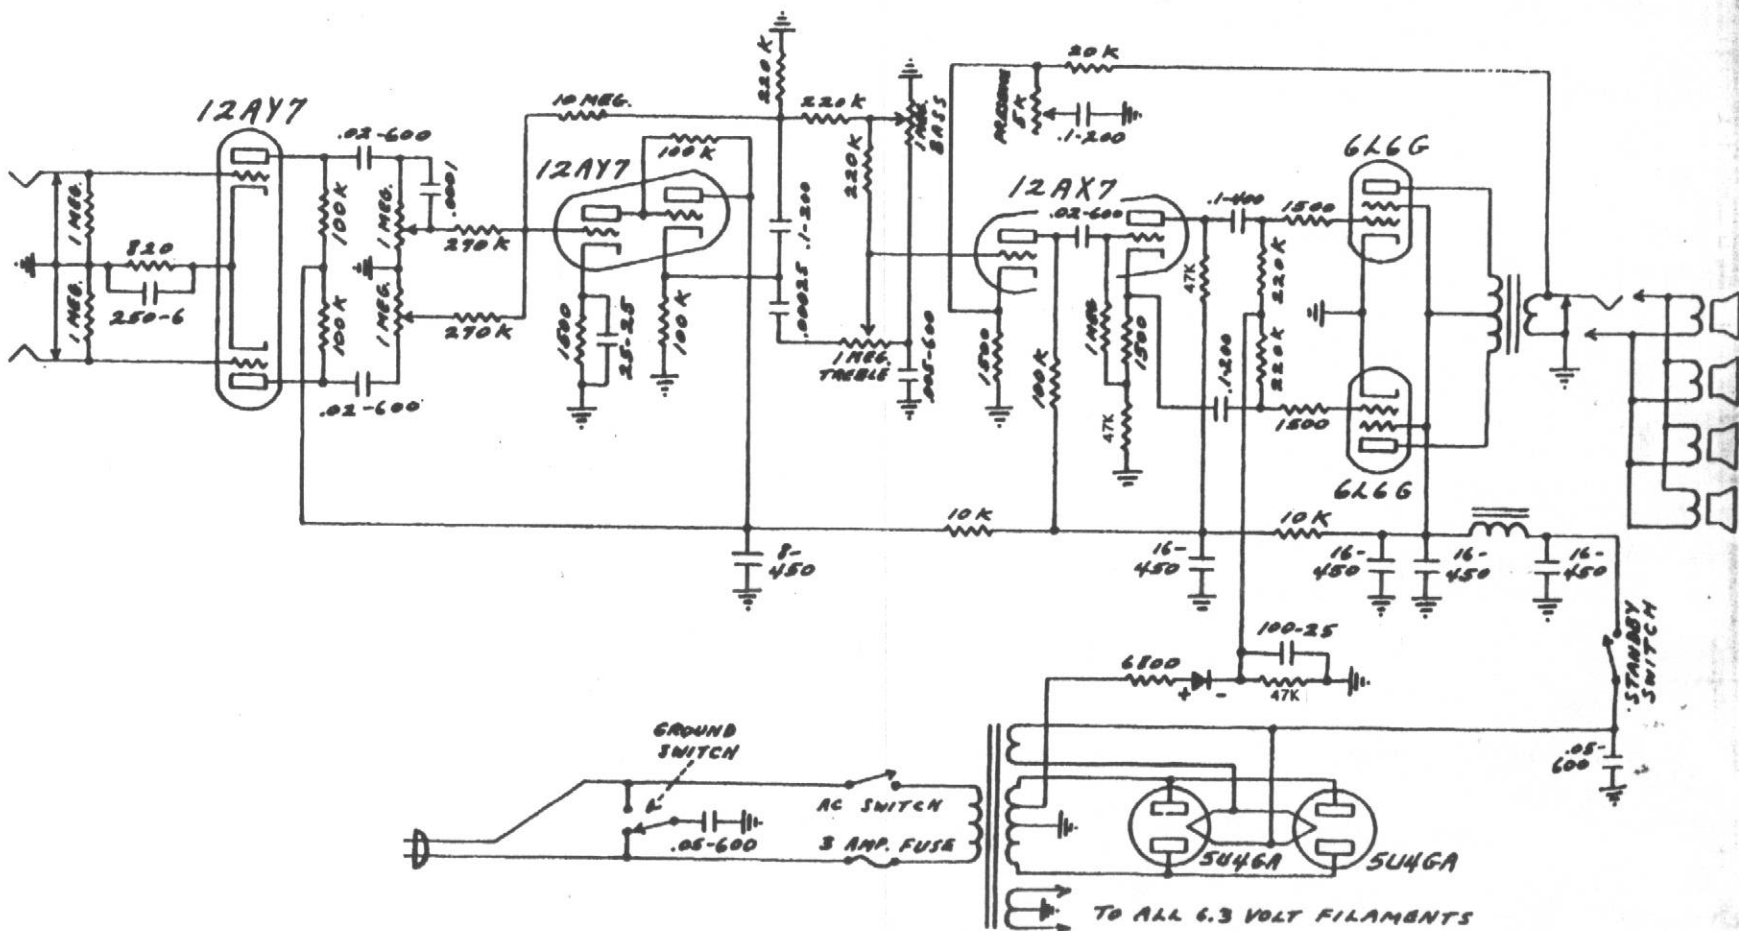 12AY7
.02-600
1 MEG.
820
250-6
1 MEG.
100K
100K
.02-600
1 MEG.
1 MEG.
.0001
270K
270K
10 MEG.
12AY7
100K
1500
25-25
100K
220K
220K
220K
.1-200
.00025
1 MEG.
TREBLE
1 MEG.
BASS
.005-600
20K
PRESENCE
5K
.1-200
12AX7
.02-600
1500
100K
1 MEG
1500
47K
47K
.1-400
.1-200
220K
220K
1500
1500
6L6G
6L6G
10K
10K
8-
450
16-
450
16-
450
16-
450
16-
450
STANDBY
SWITCH
100-25
6800
+
-
47K
.05-
600
GROUND
SWITCH
AC SWITCH
.05-600
3 AMP. FUSE
5U4GA
5U4GA
TO ALL 6.3 VOLT FILAMENTS